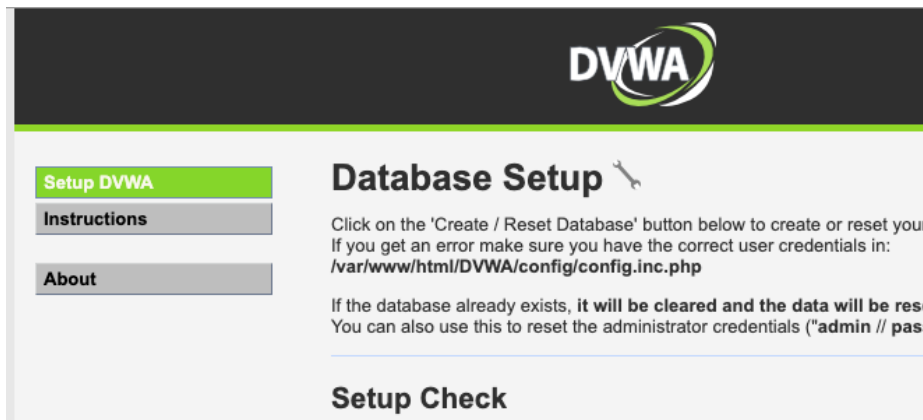 DVWA
Setup DVWA
Instructions
About
Database Setup
Click on the 'Create / Reset Database' button below to create or reset your
If you get an error make sure you have the correct user credentials in:
/var/www/html/DVWA/config/config.inc.php
If the database already exists, it will be cleared and the data will be rese
You can also use this to reset the administrator credentials ("admin // pas
Setup Check